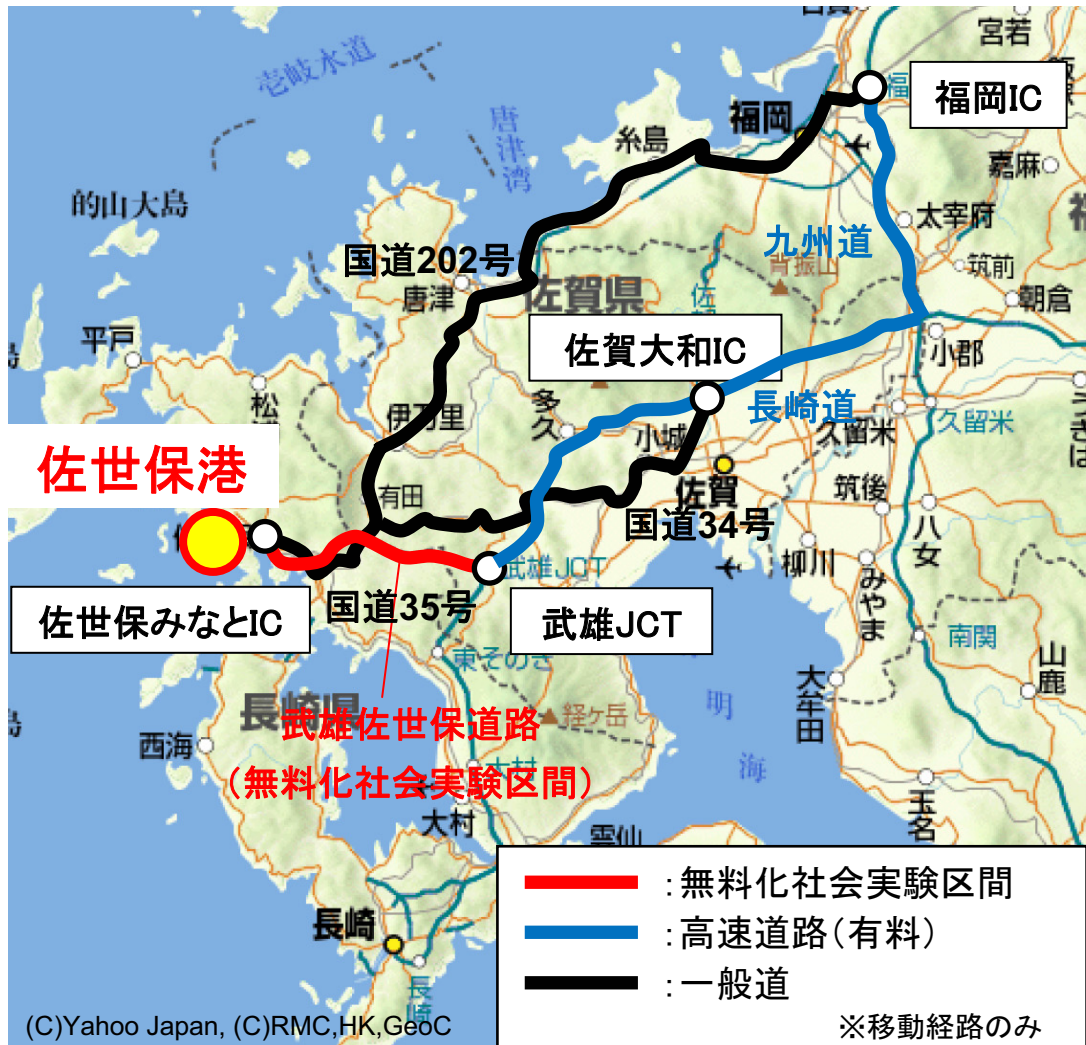 宮若
壱岐水道
福岡IC
福岡
唐津湾
糸島
嘉麻
的山大島
太宰府
九州道
国道202号
背振山
筑前
唐津
佐賀県
朝倉
平戸
佐賀大和IC
小郡
松浦
伊万里
多久
小城
長崎道
久留米
久留米
佐世保港
有田
佐賀
筑後
国道34号
八女
柳川
武雄JCT
みやま
佐世保みなとIC
国道35号
武雄JCT
東そのぎ
南関
山鹿
大牟田
長崎県
明
海
経ヶ岳
西海
武雄佐世保道路
(無料化社会実験区間)
大村
大村
玉名
雲仙
:無料化社会実験区間
:高速道路(有料)
:一般道
※移動経路のみ
長崎
長崎
(C)Yahoo Japan, (C)RMC,HK,GeoC